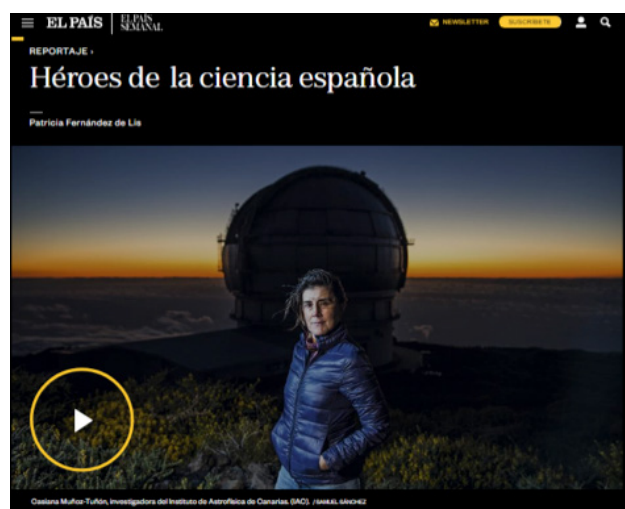 EL PAÍS
EL PAÍS SEMANAL
NEWSLETTER
SUSCRÍBETE
REPORTAJE ›
Héroes de la ciencia española
Patricia Fernández de Lis
Casiana Muñoz-Tuñón, investigadora del Instituto de Astrofísica de Canarias. (IAC). / SAMUEL SÁNCHEZ